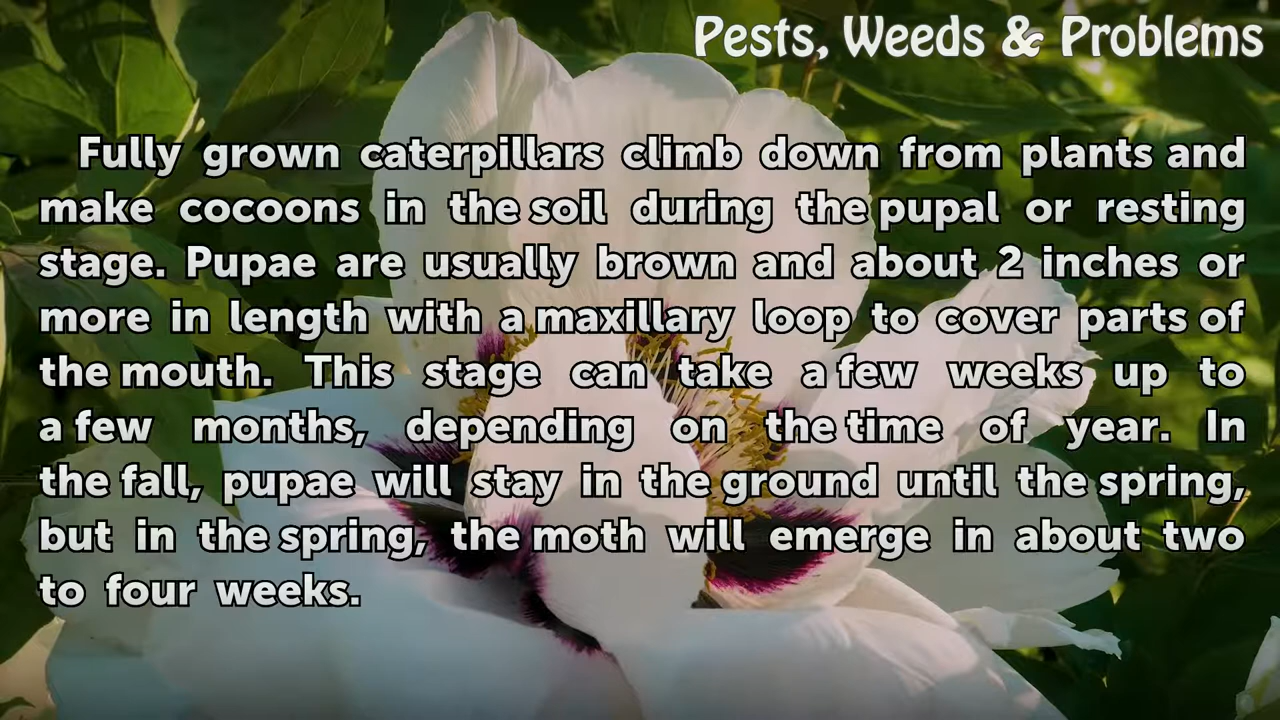 Pests, Weeds & Problems
Fully grown caterpillars climb down from plants and
make cocoons in the soil during the pupal or resting
stage. Pupae are usually brown and about 2 inches or
more in length with a maxillary loop to cover parts of
the mouth. This stage can take a few weeks up to
a few months, depending on the time of year. In
the fall, pupae will stay in the ground until the spring,
but in the spring, the moth will emerge in about two
to four weeks.